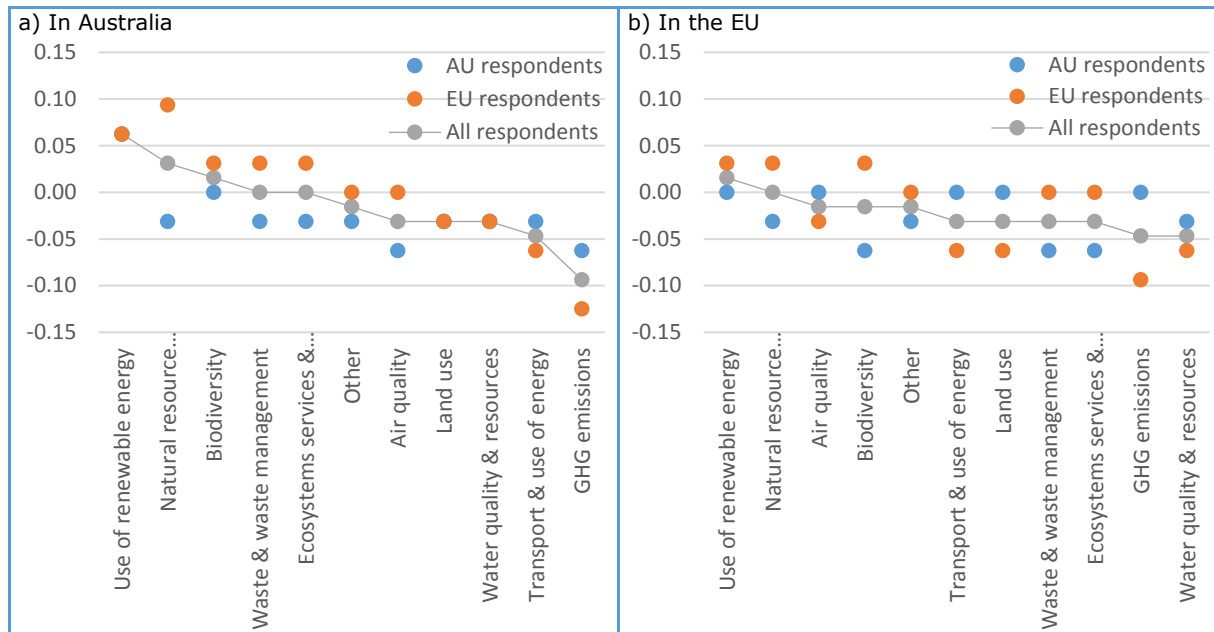 a) In Australia
0.15
0.10
0.05
0.00
-0.05
-0.10
-0.15
AU respondents
EU respondents
All respondents
Use of renewable energy
Natural resource…
Biodiversity
Waste & waste management
Ecosystems services &…
Other
Air quality
Land use
Water quality & resources
Transport & use of energy
GHG emissions
b) In the EU
0.15
0.10
0.05
0.00
-0.05
-0.10
-0.15
AU respondents
EU respondents
All respondents
Use of renewable energy
Natural resource…
Air quality
Biodiversity
Other
Transport & use of energy
Land use
Waste & waste management
Ecosystems services &…
GHG emissions
Water quality & resources